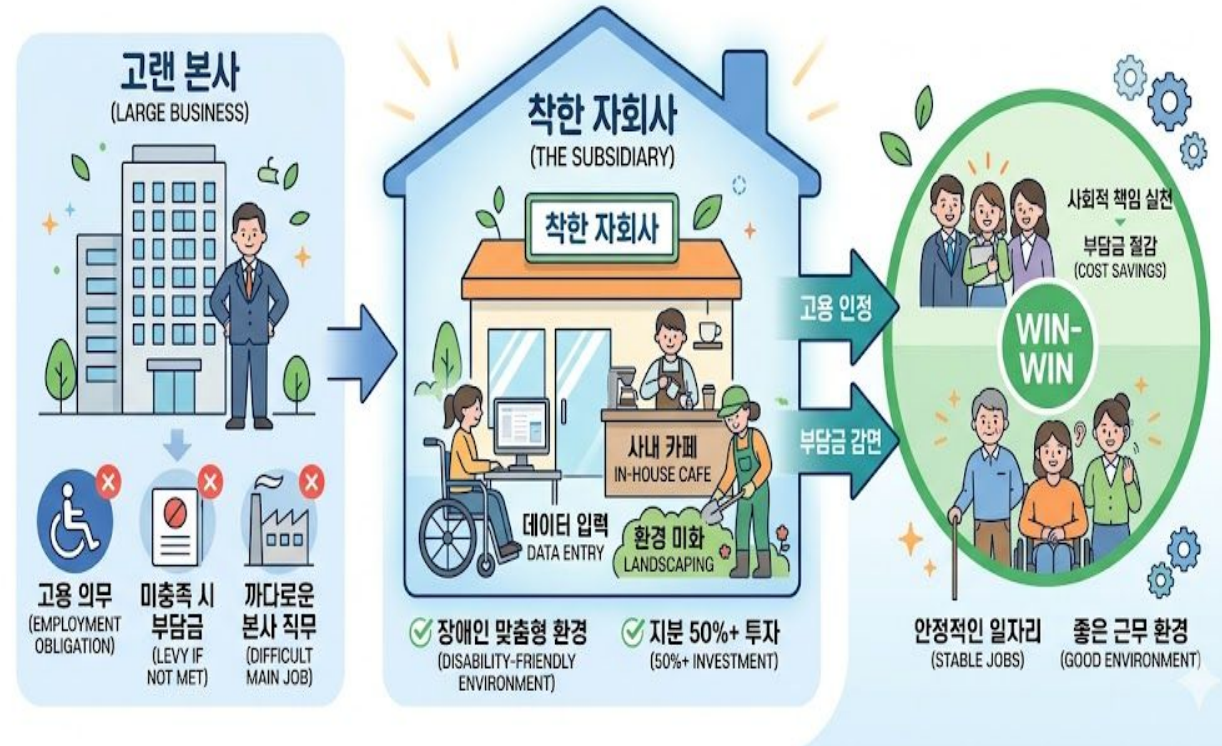 고랜 본사
(LARGE BUSINESS)
고용 의무
(EMPLOYMENT
OBLIGATION)
미충족 시
부담금
(LEVY IF
NOT MET)
까다로운
본사 직무
(DIFFICULT
MAIN JOB)
착한 자회사
(THE SUBSIDIARY)
착한 자회사
사내 카페
IN-HOUSE CAFE
데이터 입력
DATA ENTRY
환경 미화
LANDSCAPING
장애인 맞춤형 환경
(DISABILITY-FRIENDLY
ENVIRONMENT)
지분 50%+ 투자
(50%+ INVESTMENT)
고용 인정
부담금 감면
사회적 책임 실천
부담금 절감
(COST SAVINGS)
WIN-
WIN
안정적인 일자리
(STABLE JOBS)
좋은 근무 환경
(GOOD ENVIRONMENT)